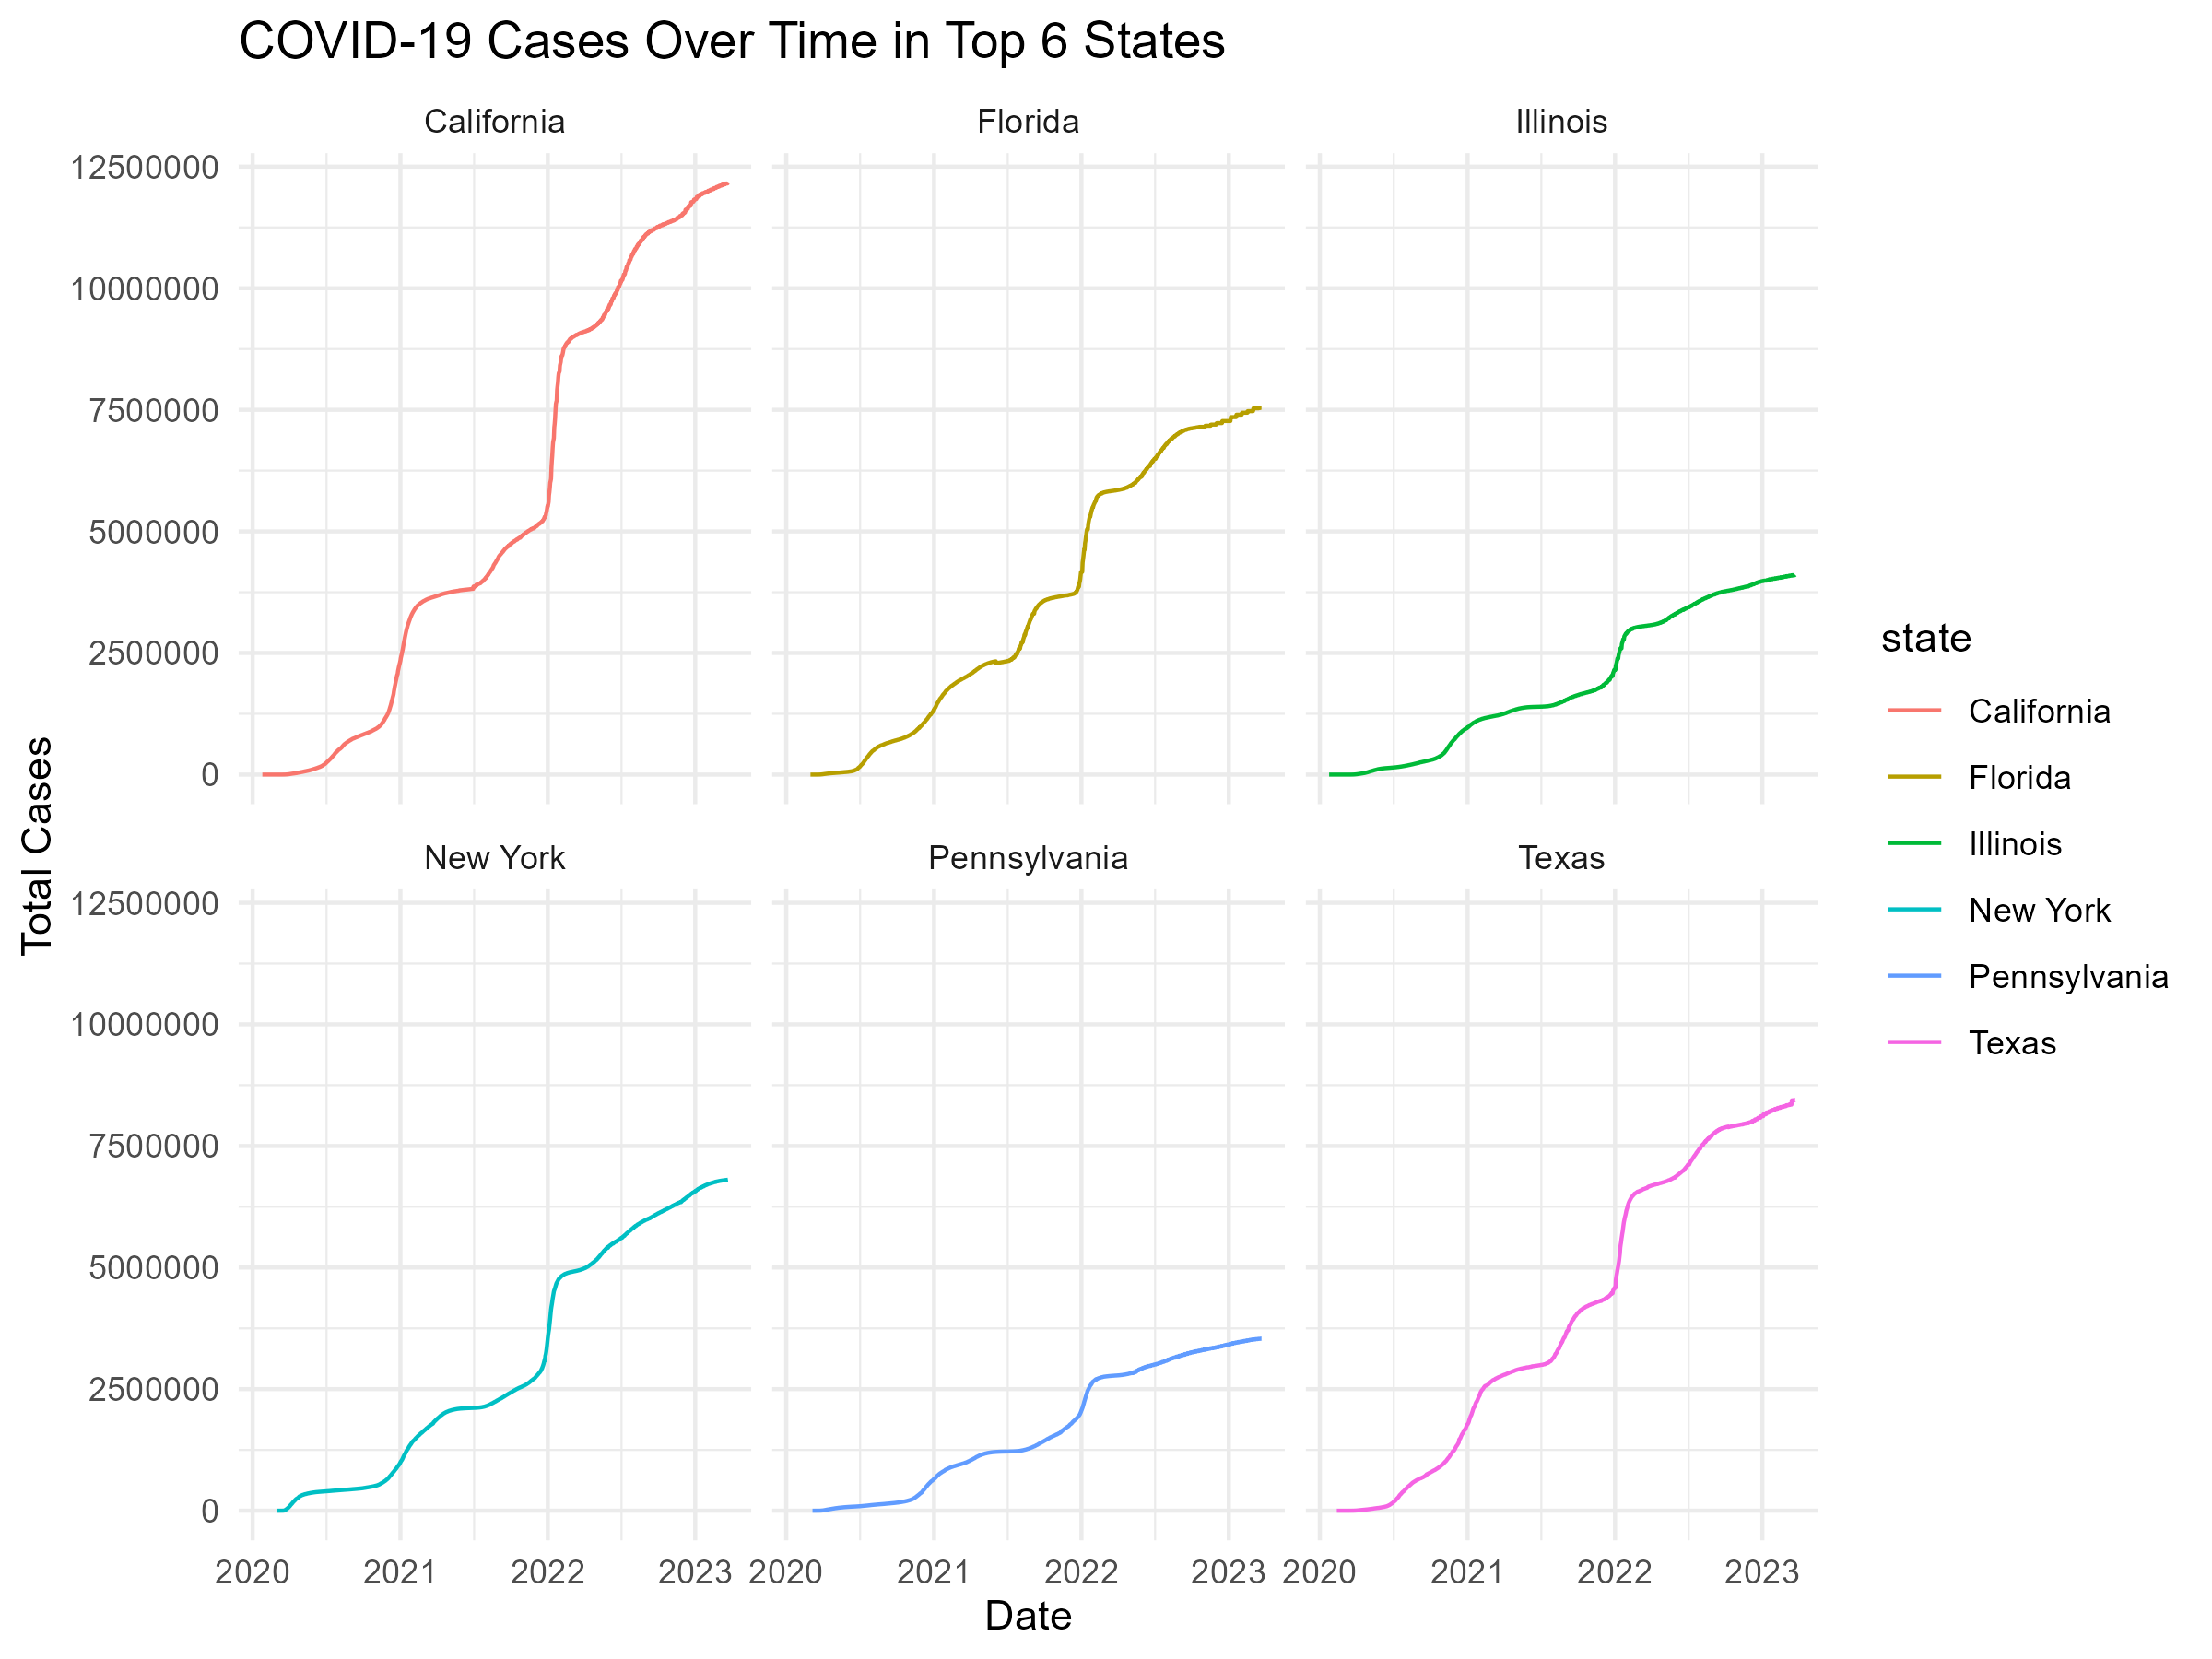 COVID-19 Cases Over Time in Top 6 States
California
Florida
Illinois
12500000
10000000
7500000
5000000
2500000
0
New York
Pennsylvania
Texas
12500000
10000000
7500000
5000000
2500000
0
2020 2021 2022 2023
2020 2021 2022 2023
2020 2021 2022 2023
Date
Total Cases
state
California
Florida
Illinois
New York
Pennsylvania
Texas